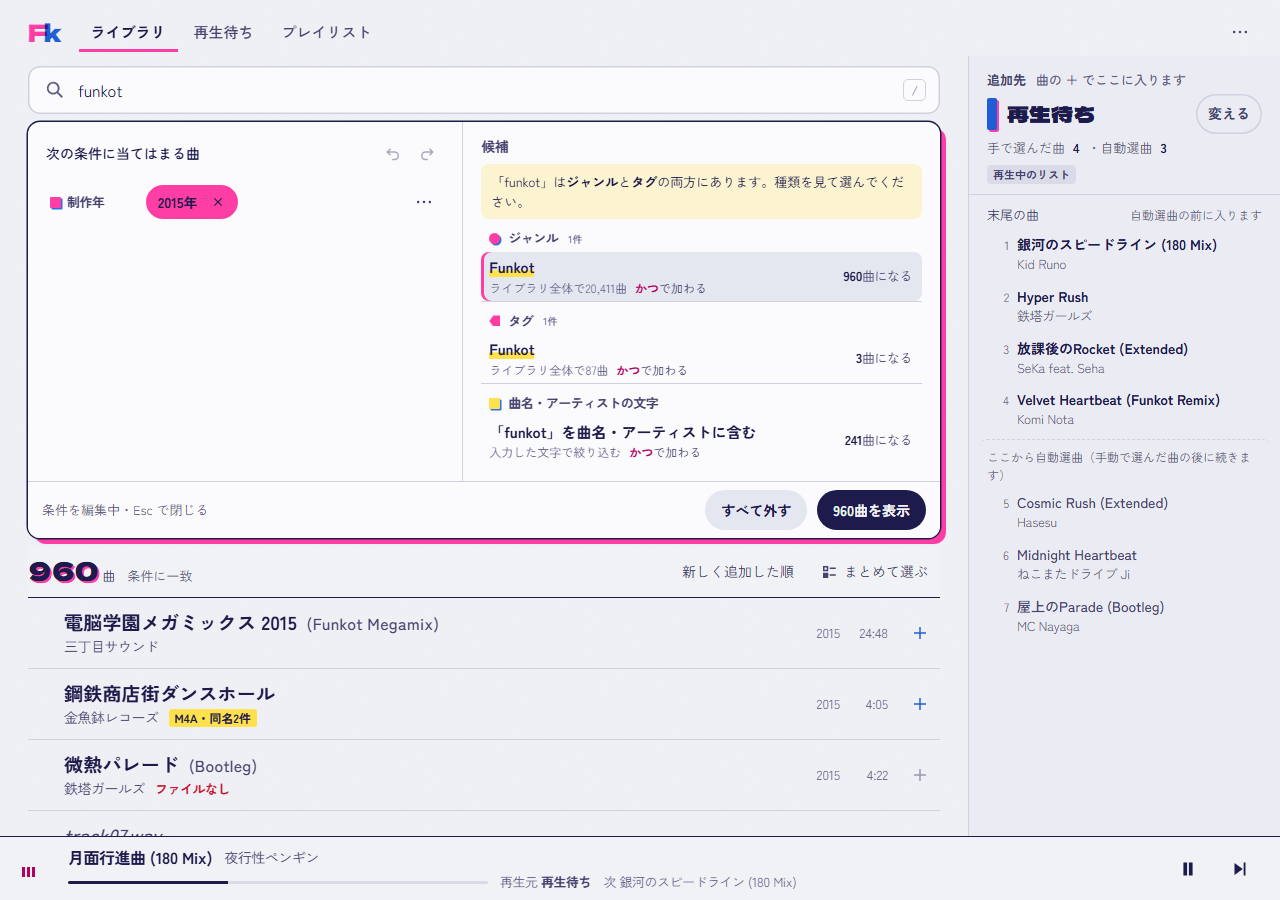 Fk ライブラリ 再生待ち プレイリスト ...
funkot /
次の条件に当てはまる曲
制作年 2015年 × ...
候補
「funkot」はジャンルとタグの両方にあります。種類を見て選んでくだ
さい。
ジャンル 1件
Funkot
ライブラリ全体で20,411曲 かつで加わる
960曲になる
タグ 1件
Funkot
ライブラリ全体で87曲 かつで加わる
3曲になる
曲名・アーティストの文字
「funkot」を曲名・アーティストに含む
入力した文字で絞り込む かつで加わる
241曲になる
条件を編集中・Esc で閉じる
すべて外す 960曲を表示
960曲 条件に一致
新しく追加した順 まとめて選ぶ
電脳学園メガミックス 2015 (Funkot Megamix)
三丁目サウンド
2015 24:48 +
鋼鉄商店街ダンスホール
金魚鉢レコーズ M4A・同名2件
2015 4:05 +
微熱パレード (Bootleg)
鉄塔ガールズ ファイルなし
2015 4:22 +
track07.wav
追加先 曲の + でここに入ります
再生待ち 変える
手で選んだ曲 4 ・自動選曲 3
再生中のリスト
末尾の曲 自動選曲の前に入ります
1 銀河のスピードライン (180 Mix)
Kid Runo
2 Hyper Rush
鉄塔ガールズ
3 放課後のRocket (Extended)
SeKa feat. Seha
4 Velvet Heartbeat (Funkot Remix)
Komi Nota
ここから自動選曲（手動で選んだ曲の後に続きま
す）
5 Cosmic Rush (Extended)
Hasesu
6 Midnight Heartbeat
ねこまたドライブ Ji
7 屋上のParade (Bootleg)
MC Nayaga
月面行進曲 (180 Mix) 夜行性ペンギン
再生元 再生待ち 次 銀河のスピードライン (180 Mix)